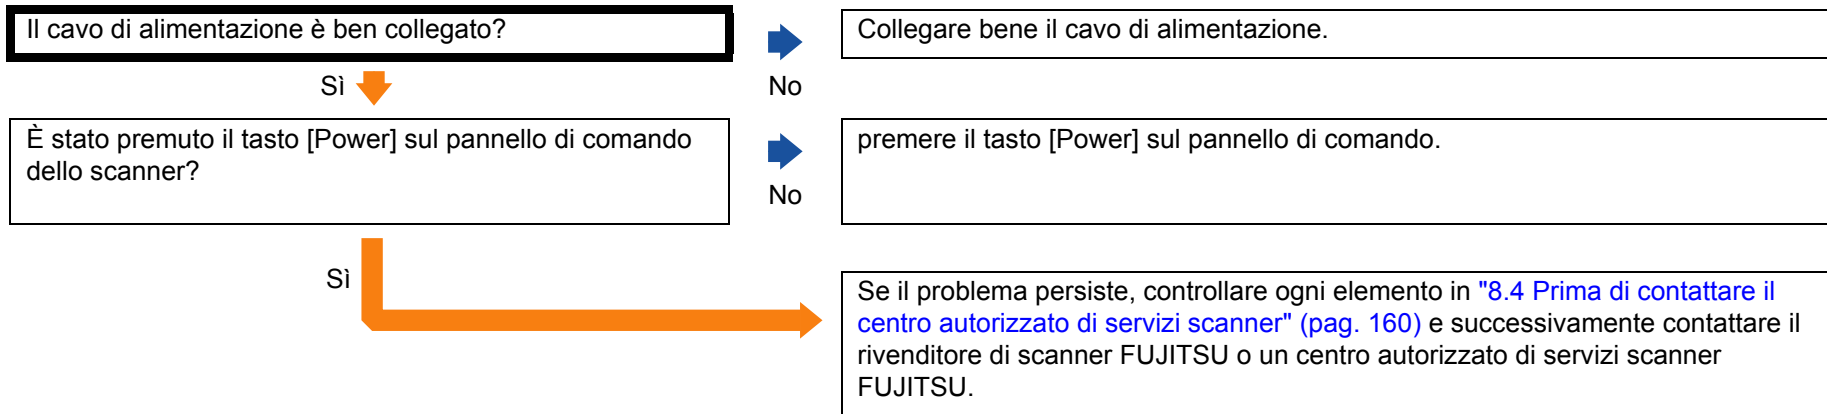 Il cavo di alimentazione è ben collegato?
Collegare bene il cavo di alimentazione.
Sì
No
È stato premuto il tasto [Power] sul pannello di comando
dello scanner?
premere il tasto [Power] sul pannello di comando.
No
Sì
Se il problema persiste, controllare ogni elemento in "8.4 Prima di contattare il
centro autorizzato di servizi scanner" (pag. 160) e successivamente contattare il
rivenditore di scanner FUJITSU o un centro autorizzato di servizi scanner
FUJITSU.